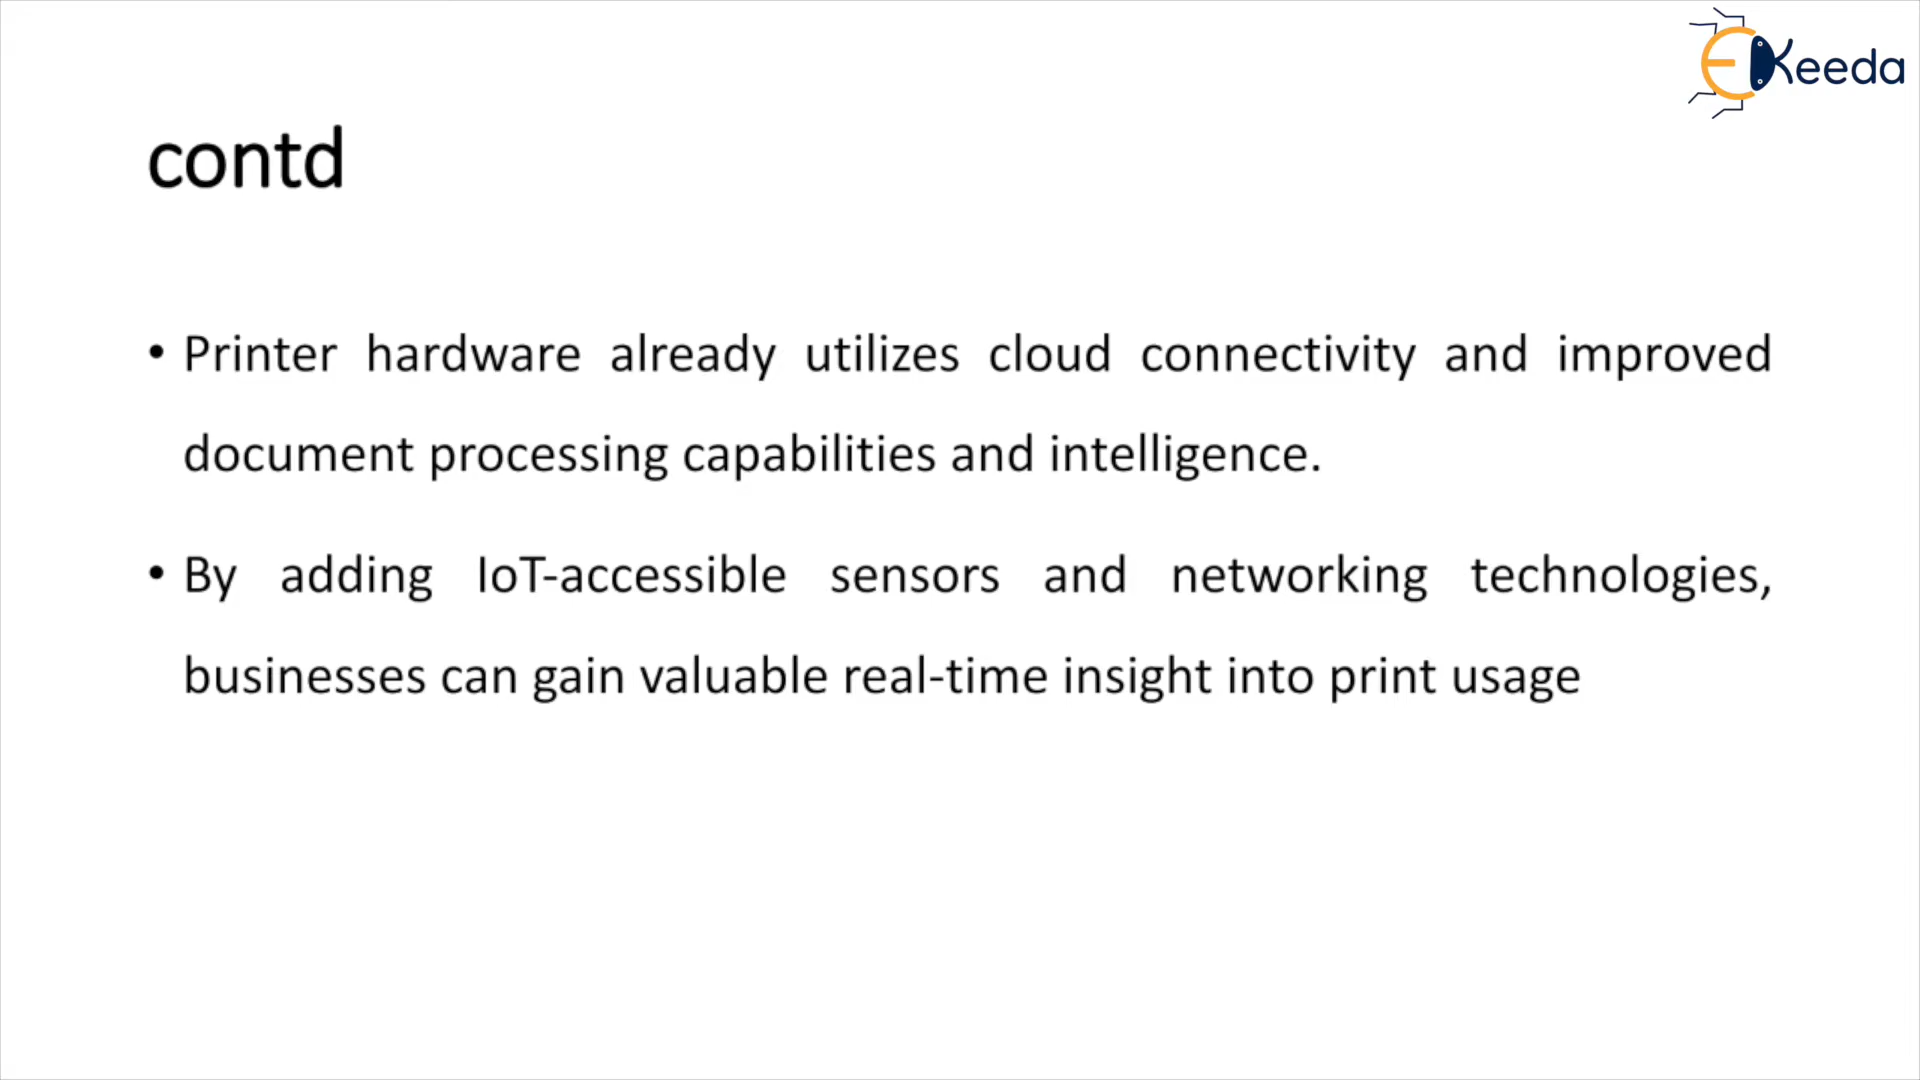 EKeeda
contd
• Printer hardware already utilizes cloud connectivity and improved
document processing capabilities and intelligence.
• By adding IoT-accessible sensors and networking technologies,
businesses can gain valuable real-time insight into print usage